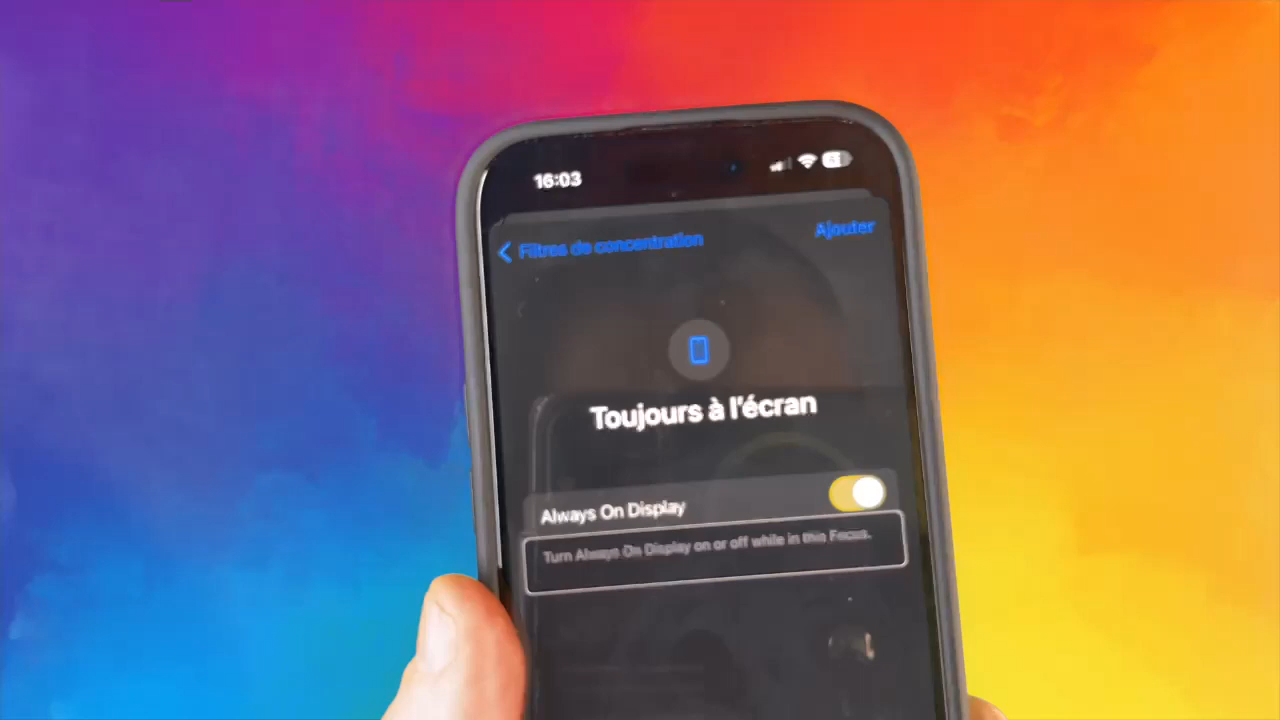 16:03
Filtres de concentration
Ajouter
Toujours à l'écran
Always On Display
Turn Always On Display on or off while in this Focus.